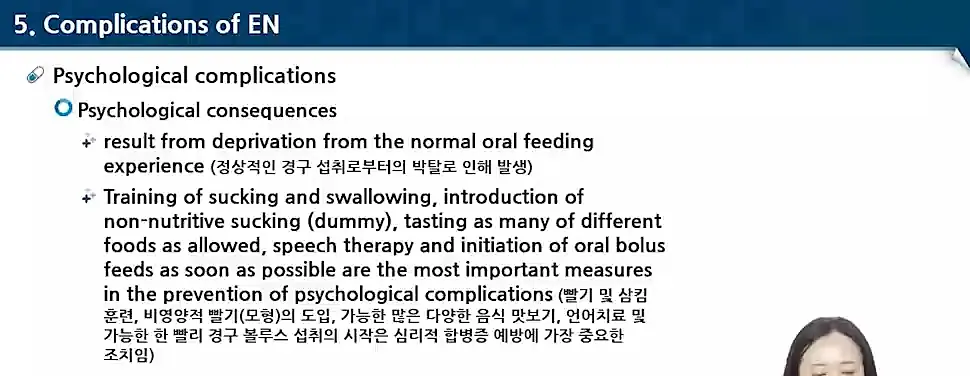 5. Complications of EN
Psychological complications
Psychological consequences
result from deprivation from the normal oral feeding
experience (정상적인 경구 섭취로부터의 박탈로 인해 발생)
Training of sucking and swallowing, introduction of
non-nutritive sucking (dummy), tasting as many of different
foods as allowed, speech therapy and initiation of oral bolus
feeds as soon as possible are the most important measures
in the prevention of psychological complications (빨기 및 삼킴
훈련, 비영양적 빨기(모형)의 도입, 가능한 많은 다양한 음식 맛보기, 언어치료 및
가능한 한 빨리 경구 볼루스 섭취의 시작은 심리적 합병증 예방에 가장 중요한
조치임)